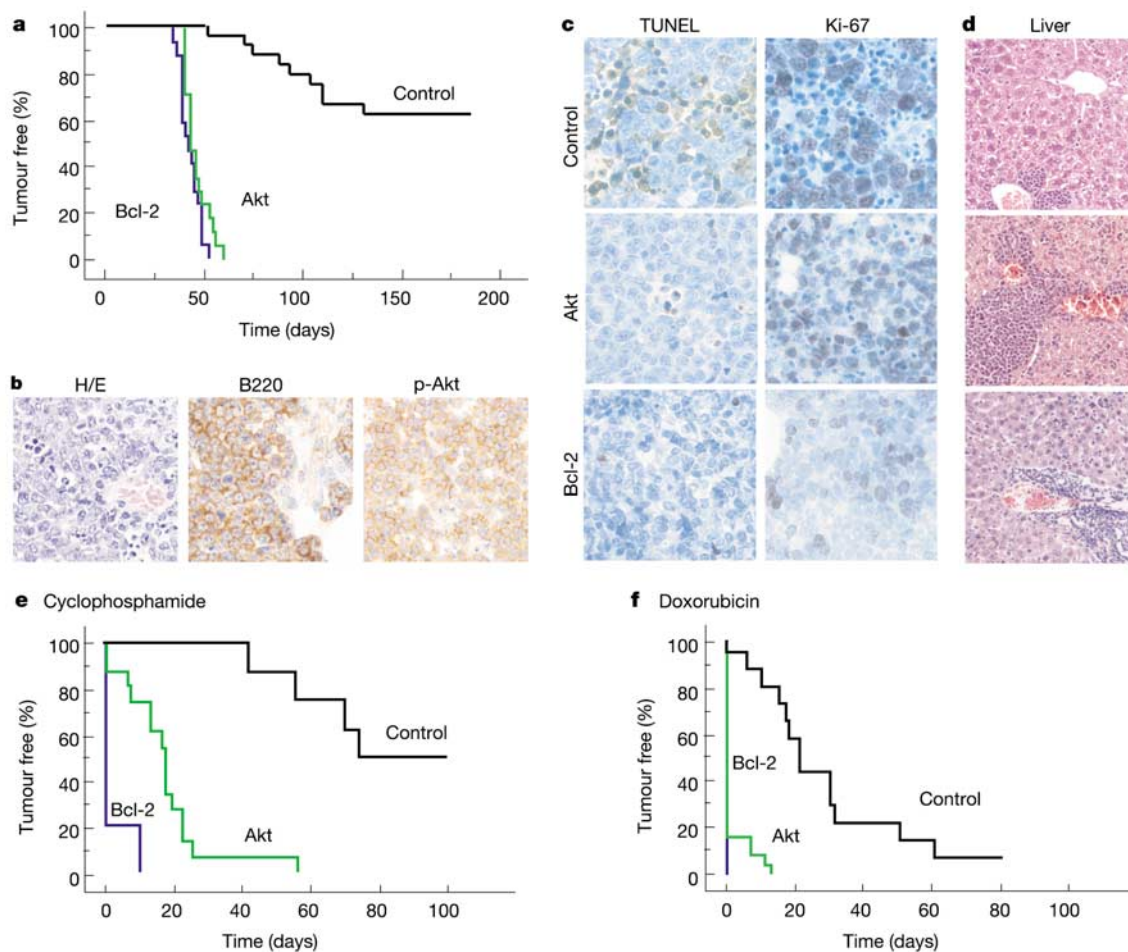 a
Tumour free (%)
100
80
60
40
20
0
Control
Bcl-2
Akt
0 50 100 150 200
Time (days)
b
H/E B220 p-Akt
c
TUNEL Ki-67
Control
Akt
Bcl-2
d
Liver
e Cyclophosphamide
Tumour free (%)
100
80
60
40
20
0
Control
Bcl-2
Akt
0 20 40 60 80 100
Time (days)
f Doxorubicin
Tumour free (%)
100
80
60
40
20
0
Bcl-2
Control
Akt
0 20 40 60 80 100
Time (days)